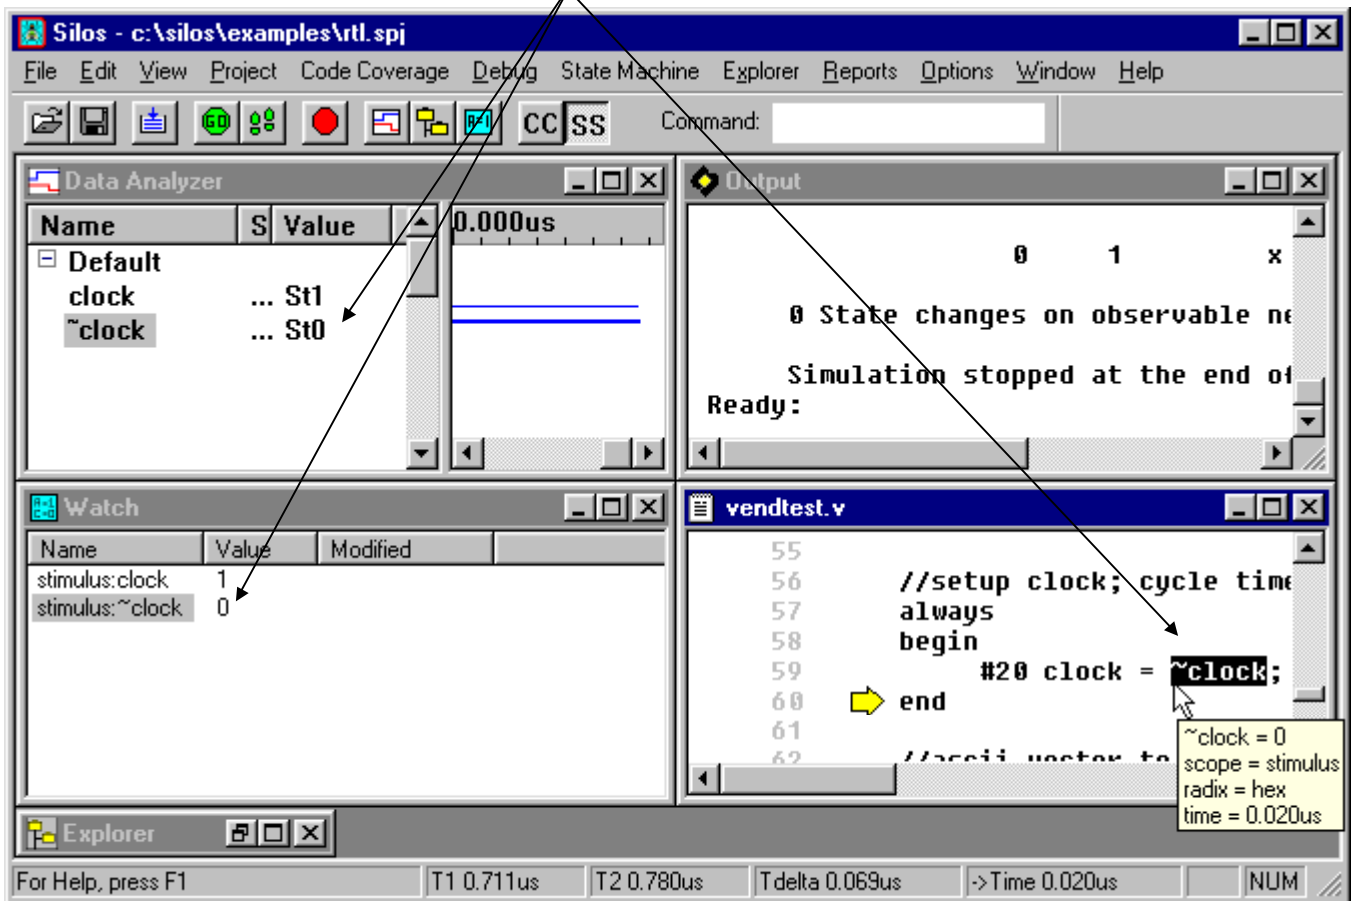 Silos - c:\silos\examples\rtl.spj
File Edit View Project Code Coverage Debug State Machine Explorer Reports Options Window Help
GO CC SS Command:
Data Analyzer
Name S Value 0.000us
Default
clock ... St1
~clock ... St0
Output
0 1 x
0 State changes on observable ne
Simulation stopped at the end of
Ready:
Watch
Name Value Modified
stimulus:clock 1
stimulus:~clock 0
vendtest.v
55
56 //setup clock; cycle time
57 always
58 begin
59 #20 clock = ~clock;
60 end
61
62 //ascii vector to
~clock = 0
scope = stimulus
radix = hex
time = 0.020us
Explorer
For Help, press F1 T1 0.711us T2 0.780us Tdelta 0.069us ->Time 0.020us NUM